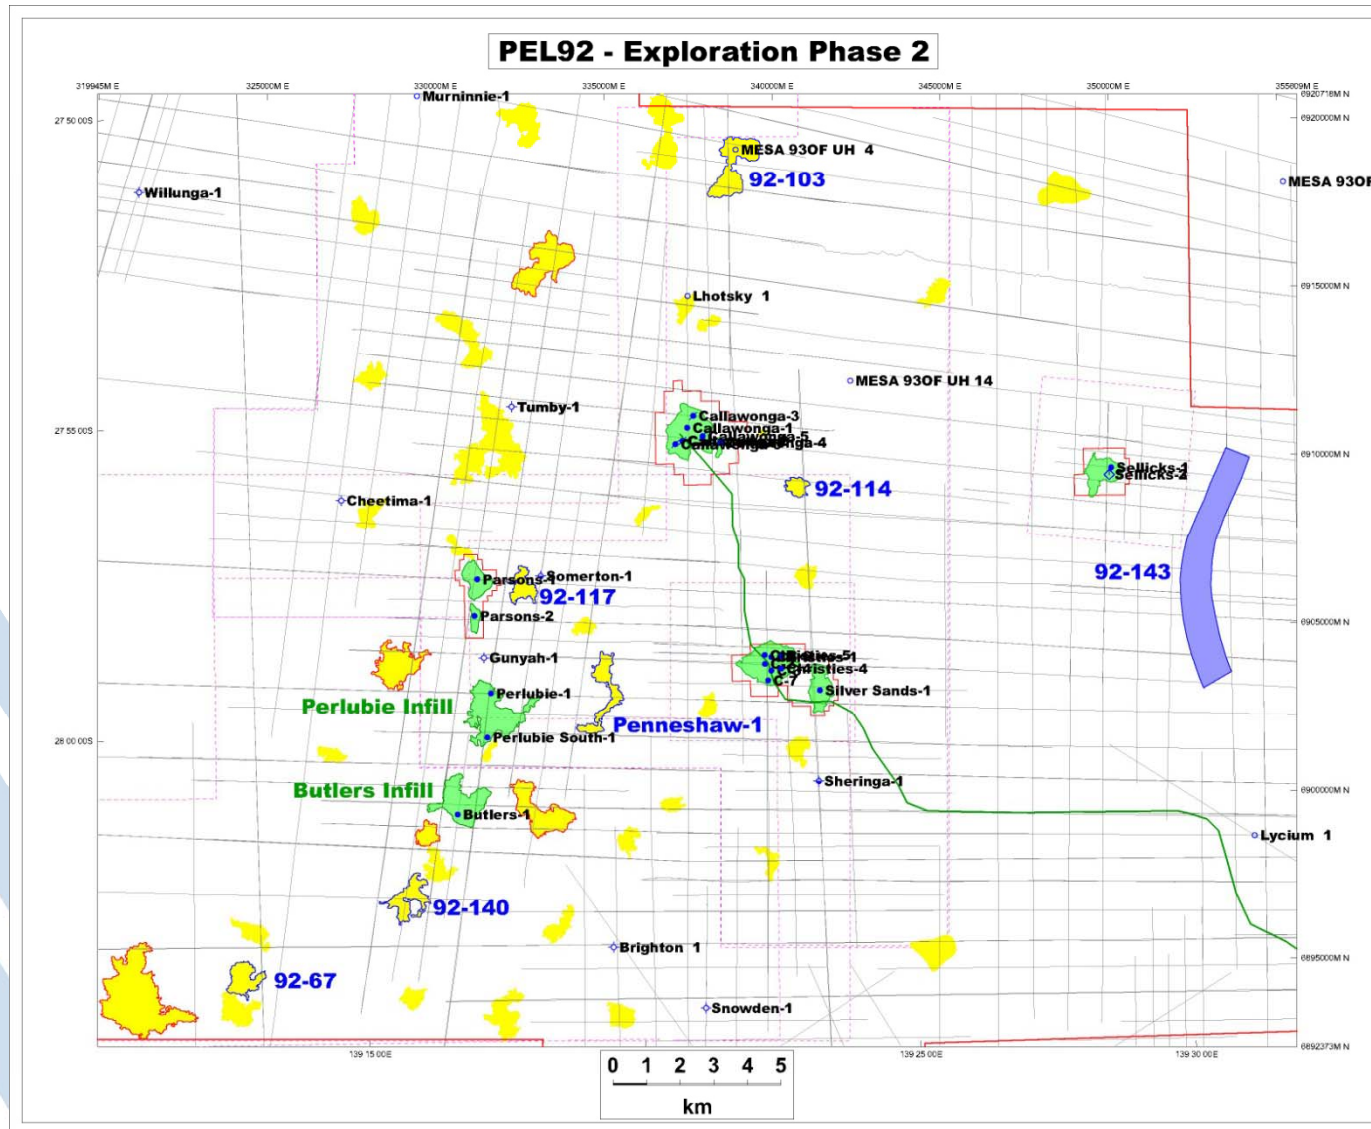 PEL92 - Exploration Phase 2
319945M E
325000M E
330000M E
335000M E
340000M E
345000M E
350000M E
355809M E
6920718M N
27 50 00S
Murninnie-1
6920000M N
MESA 93OF UH 4
92-103
MESA 93OF
Willunga-1
6915000M N
Lhotsky 1
MESA 93OF UH 14
Tumby-1
Callawonga-3
Callawonga-1
27 55 00S
6910000M N
Sellicks-1
Sellicks-2
92-114
Cheetima-1
92-143
Somerton-1
Parsons-1
92-117
Parsons-2
6905000M N
Gunyah-1
Christies-4
C-7
Silver Sands-1
Perlubie-1
Perlubie Infill
Penneshaw-1
Perlubie South-1
28 00 00S
Sheringa-1
Butlers Infill
6900000M N
Butlers-1
Lycium 1
92-140
Brighton 1
6895000M N
92-67
Snowden-1
6892373M N
139 15 00E
139 25 00E
139 30 00E
0 1 2 3 4 5
km